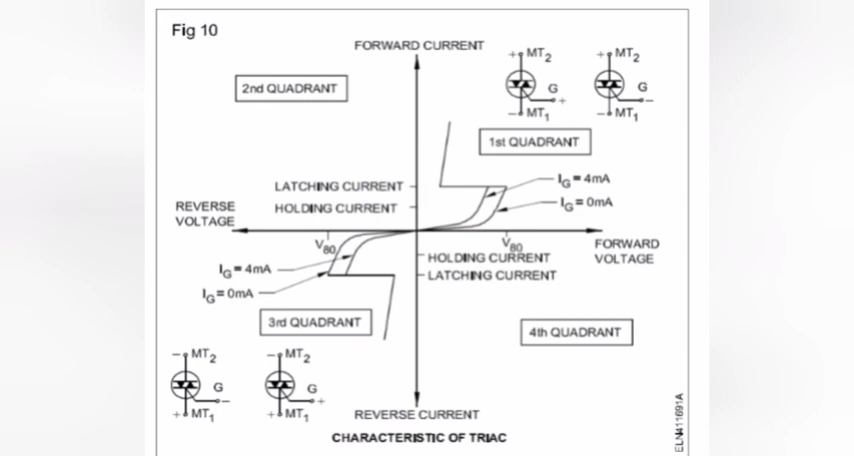 Fig 10
FORWARD CURRENT
+ MT2
+ MT2
2nd QUADRANT
G
+
G
–
– MT1
– MT1
1st QUADRANT
LATCHING CURRENT
IG = 4mA
REVERSE
VOLTAGE
HOLDING CURRENT
IG = 0mA
V80
V80
FORWARD
VOLTAGE
HOLDING CURRENT
IG = 4mA
LATCHING CURRENT
IG = 0mA
3rd QUADRANT
4th QUADRANT
– MT2
– MT2
G
–
G
+
+ MT1
+ MT1
REVERSE CURRENT
CHARACTERISTIC OF TRIAC
ELN411691A